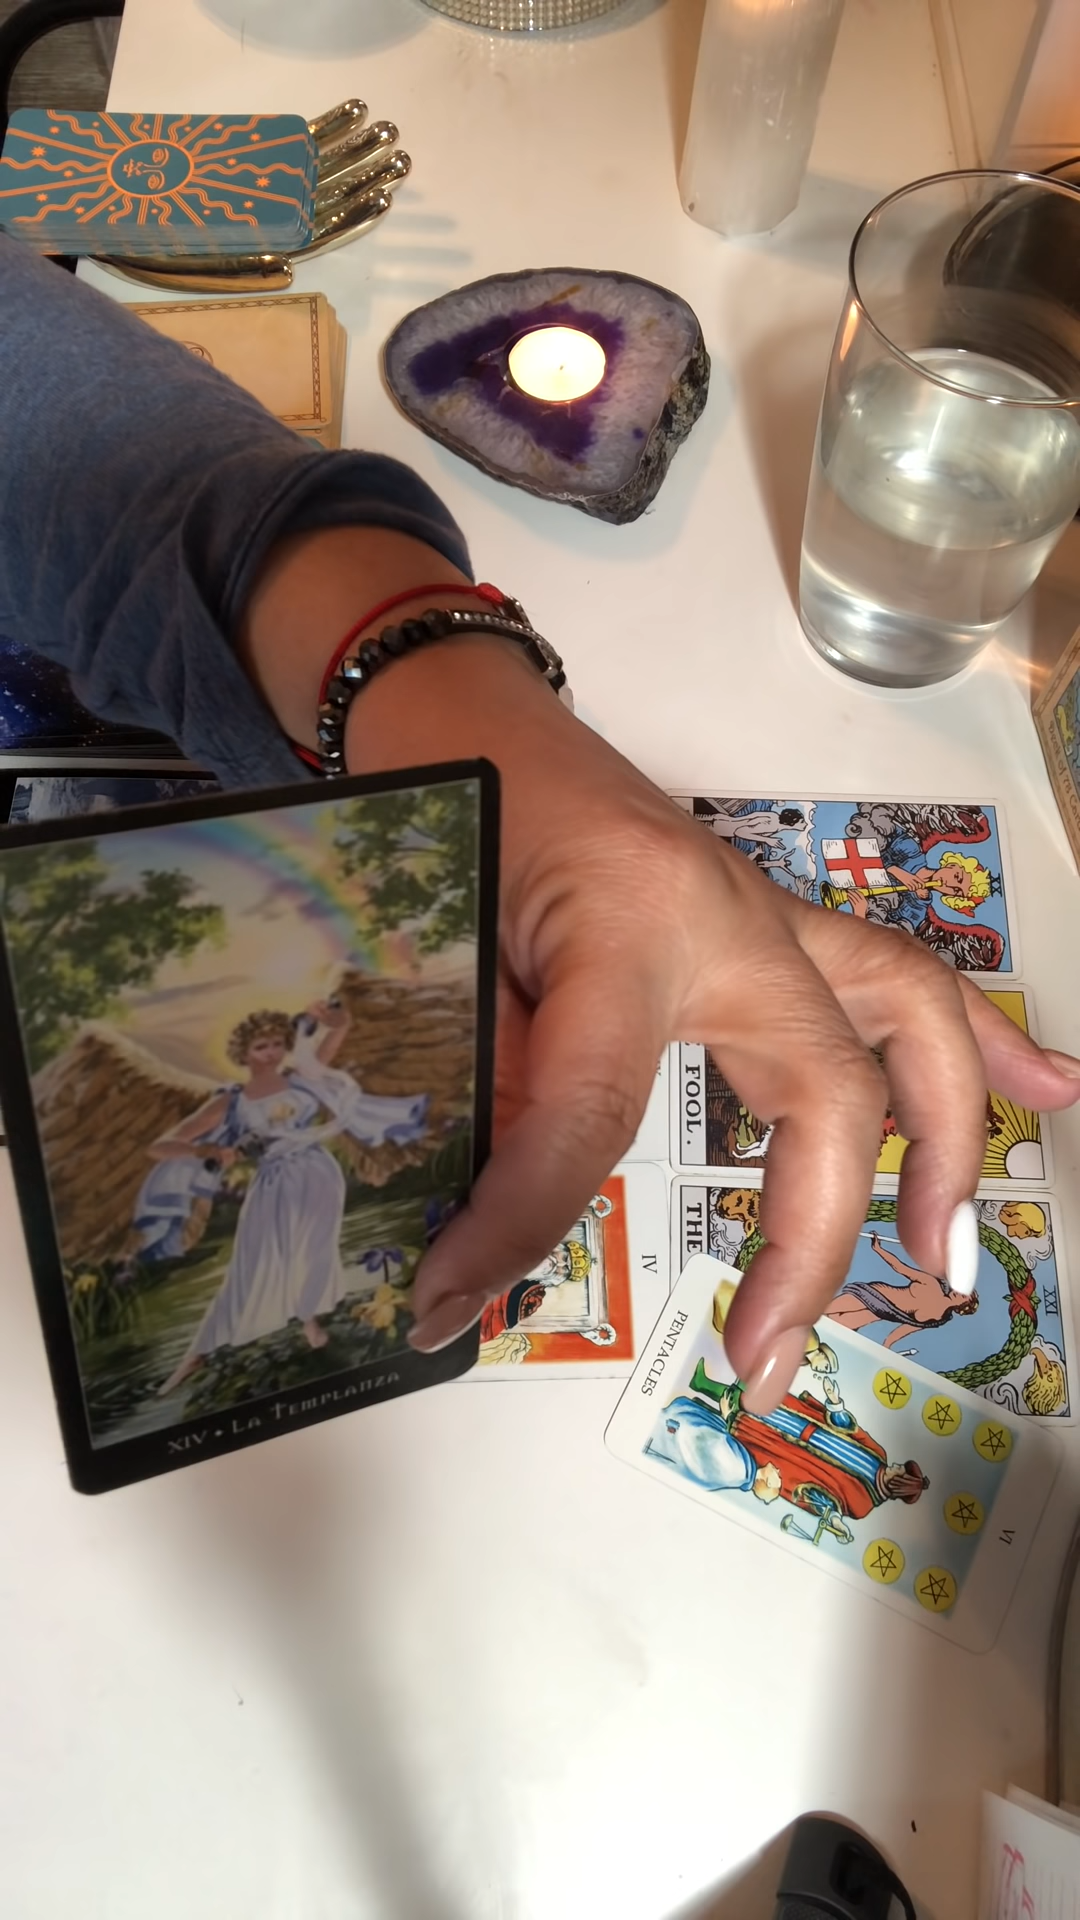 XX
FOOL.
THE
IV
XXI
PENTACLES
VI
XIV • La Templanza